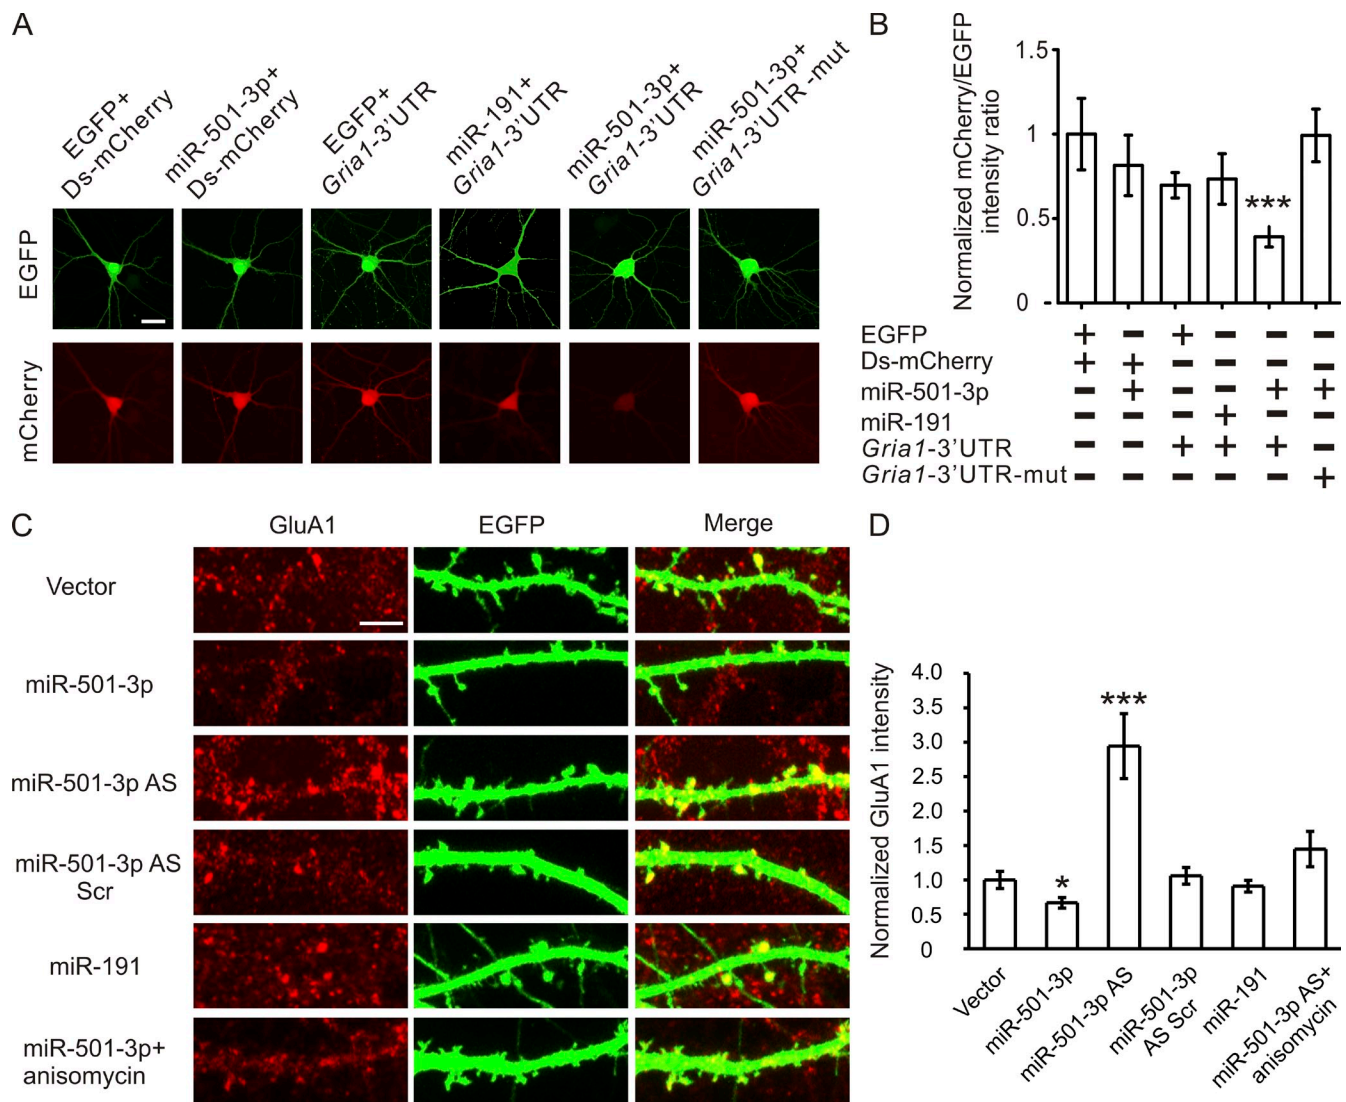 A
EGFP+
Ds-mCherry
miR-501-3p+
Ds-mCherry
EGFP+
Gria1-3'UTR
miR-191+
Gria1-3'UTR
miR-501-3p+
Gria1-3'UTR
miR-501-3p+
Gria1-3'UTR-mut
EGFP
mCherry
B
Normalized mCherry/EGFP
intensity ratio
1.5
1
0.5
0
***
EGFP + - + - - -
Ds-mCherry + + - - - -
miR-501-3p - + - - + +
miR-191 - - - + - -
Gria1-3'UTR - - + + + -
Gria1-3'UTR-mut - - - - - +
C
GluA1 EGFP Merge
Vector
miR-501-3p
miR-501-3p AS
miR-501-3p AS
Scr
miR-191
miR-501-3p+
anisomycin
D
Normalized GluA1 intensity
4.0
3.5
3.0
2.5
2.0
1.5
1.0
0.5
0
*
***
Vector
miR-501-3p
miR-501-3p AS
miR-501-3p
AS Scr
miR-191
miR-501-3p AS+
anisomycin